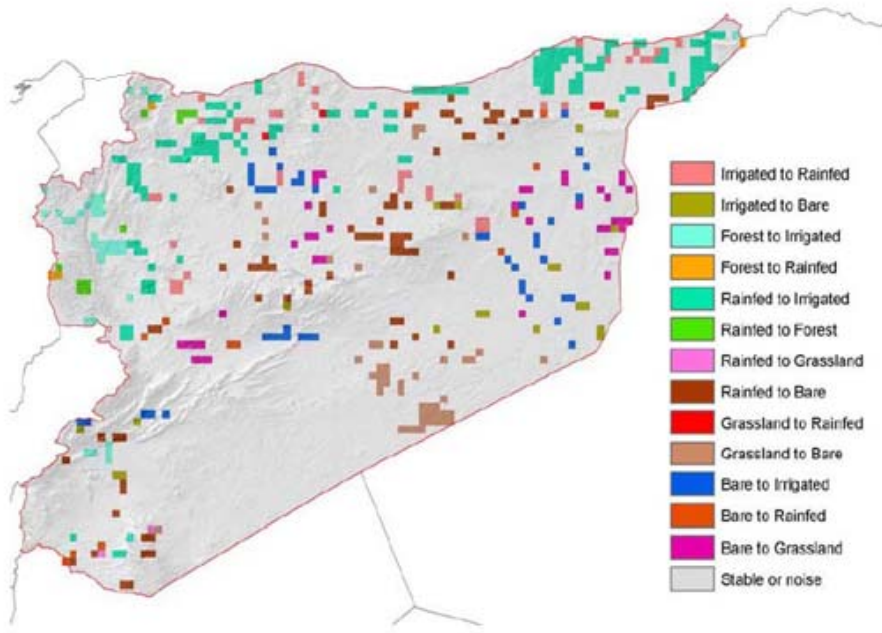 Irrigated to Rainfed
Irrigated to Bare
Forest to Irrigated
Forest to Rainfed
Rainfed to Irrigated
Rainfed to Forest
Rainfed to Grassland
Rainfed to Bare
Grassland to Rainfed
Grassland to Bare
Bare to Irrigated
Bare to Rainfed
Bare to Grassland
Stable or noise